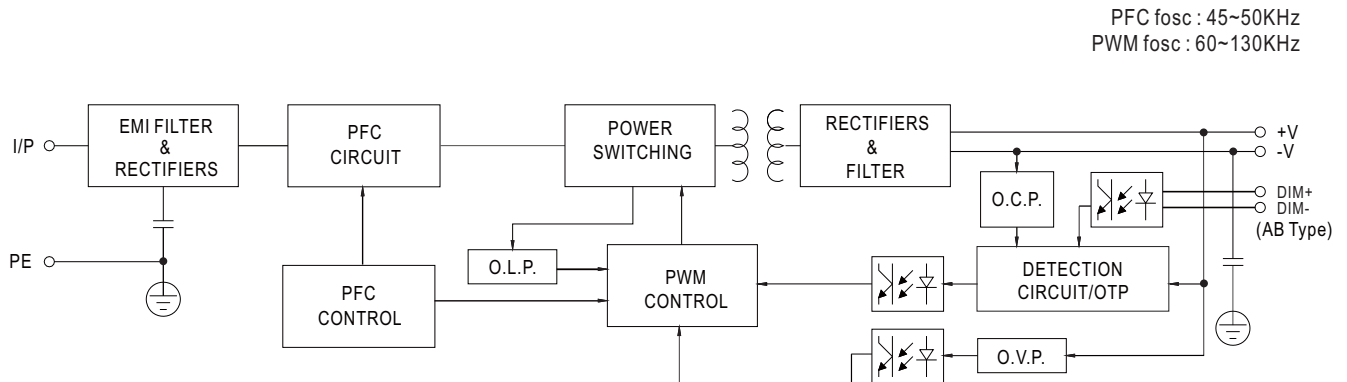 PFC fosc : 45~50KHz
PWM fosc : 60~130KHz
I/P
EMI FILTER
&
RECTIFIERS
PFC
CIRCUIT
POWER
SWITCHING
RECTIFIERS
&
FILTER
+V
-V
O.C.P.
DIM+
DIM-
(AB Type)
PE
O.L.P.
PFC
CONTROL
PWM
CONTROL
DETECTION
CIRCUIT/OTP
O.V.P.